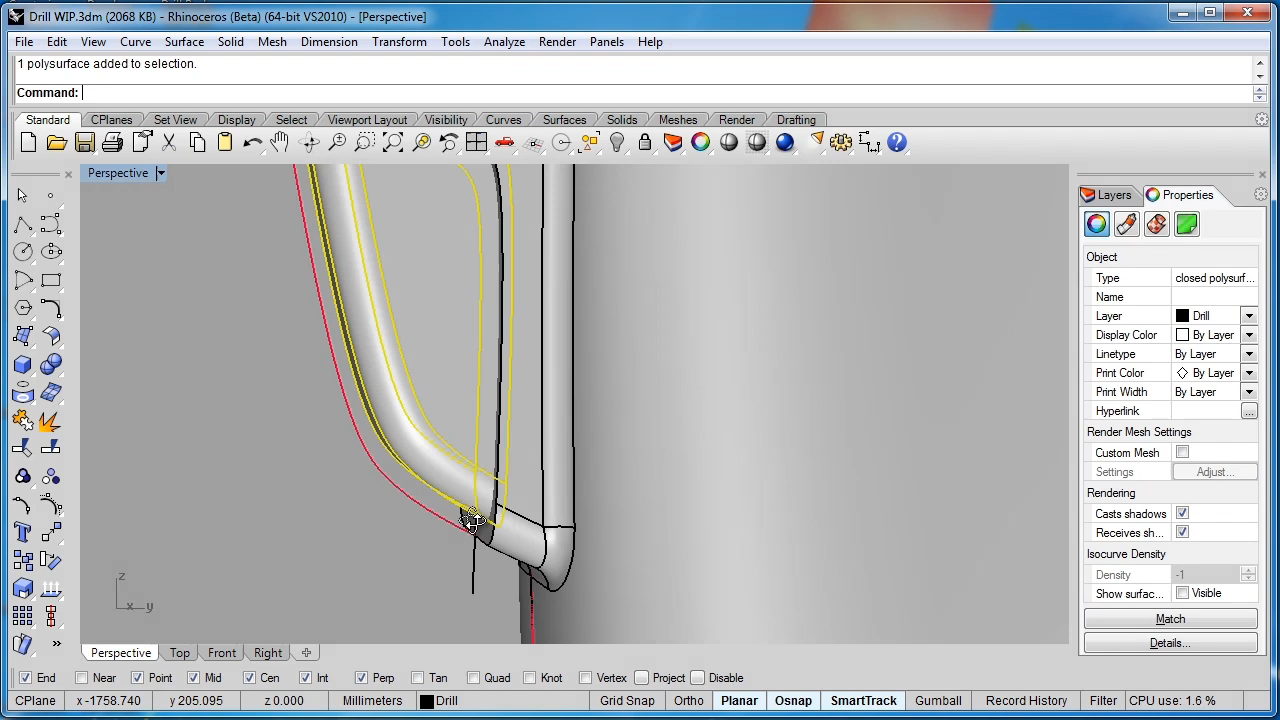 Drill WIP.3dm (2068 KB) - Rhinoceros (Beta) (64-bit VS2010) - [Perspective]
File Edit View Curve Surface Solid Mesh Dimension Transform Tools Analyze Render Panels Help
1 polysurface added to selection.
Command:
Standard CPlanes Set View Display Select Viewport Layout Visibility Curves Surfaces Solids Meshes Render Drafting
Perspective
Layers Properties
Object
Type closed polysurf...
Name
Layer Drill
Display Color By Layer
Linetype By Layer
Print Color By Layer
Print Width By Layer
Hyperlink ...
Render Mesh Settings
Custom Mesh
Settings Adjust...
Rendering
Casts shadows
Receives sh...
Isocurve Density
Density -1
Show surfac... Visible
Match
Details...
z
x y
Perspective Top Front Right
End Near Point Mid Cen Int Perp Tan Quad Knot Vertex Project Disable
CPlane x -1758.740 y 205.095 z 0.000 Millimeters Drill Grid Snap Ortho Planar Osnap SmartTrack Gumball Record History Filter CPU use: 1.6 %